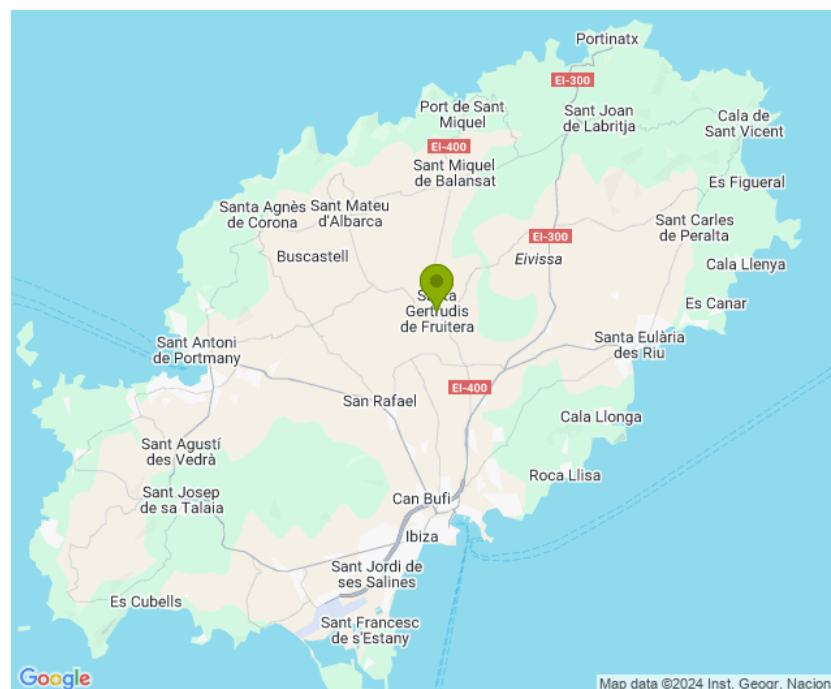 Portinatx
EI-300
Port de Sant
Miquel
Sant Joan
de Labritja
Cala de
Sant Vicent
EI-400
Sant Miquel
de Balansat
Es Figueral
Santa Agnès
de Corona
Sant Mateu
d'Albarca
Sant Carles
de Peralta
EI-300
Buscastell
Eivissa
Cala Llenya
Santa
Gertrudis
de Fruitera
Es Canar
Sant Antoni
de Portmany
Santa Eulària
des Riu
EI-400
San Rafael
Cala Llonga
Sant Agustí
des Vedrà
Roca Llisa
Sant Josep
de sa Talaia
Can Bufi
Ibiza
Sant Jordi de
ses Salines
Es Cubells
Sant Francesc
de s'Estany
Google
Map data ©2024 Inst. Geogr. Nacion